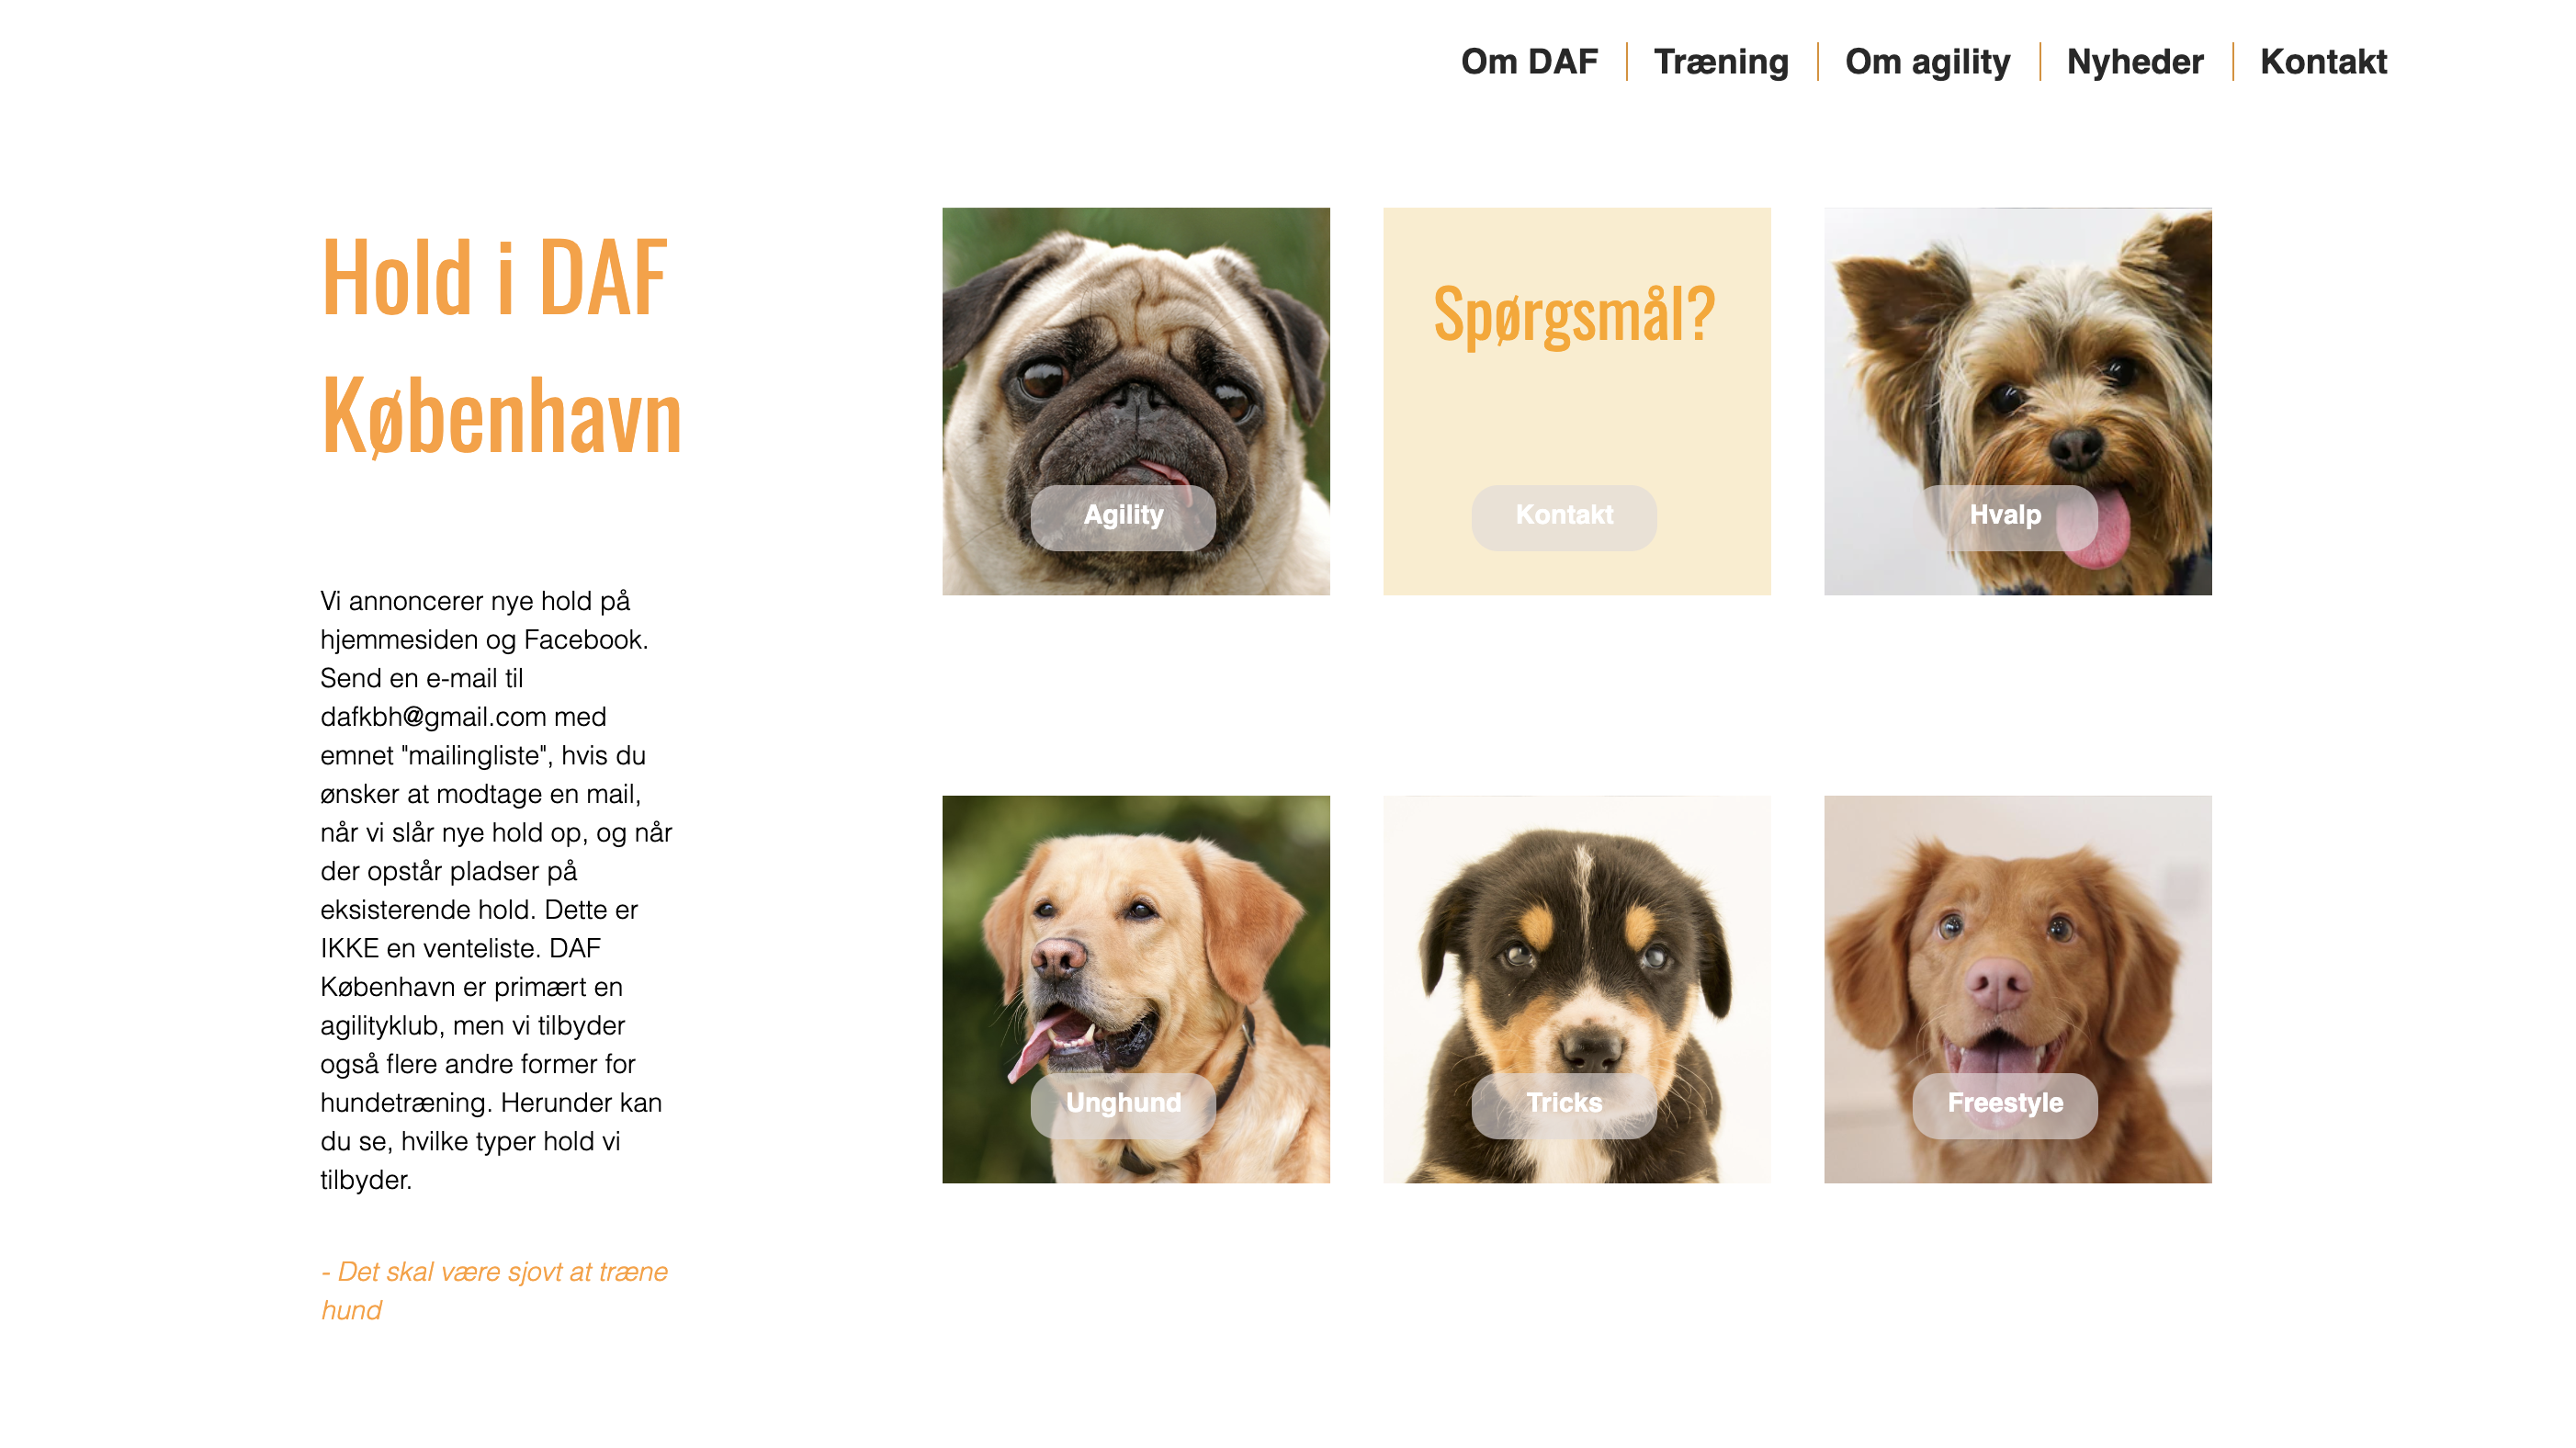 Om DAF
Træning
Om agility
Nyheder
Kontakt
Hold i DAF
København
Vi annoncerer nye hold på
hjemmesiden og Facebook.
Send en e-mail til
dafkbh@gmail.com med
emnet "mailingliste", hvis du
ønsker at modtage en mail,
når vi slår nye hold op, og når
der opstår pladser på
eksisterende hold. Dette er
IKKE en venteliste. DAF
København er primært en
agilityklub, men vi tilbyder
også flere andre former for
hundetræning. Herunder kan
du se, hvilke typer hold vi
tilbyder.
- Det skal være sjovt at træne
hund
Agility
Spørgsmål?
Kontakt
Hvalp
Unghund
Tricks
Freestyle